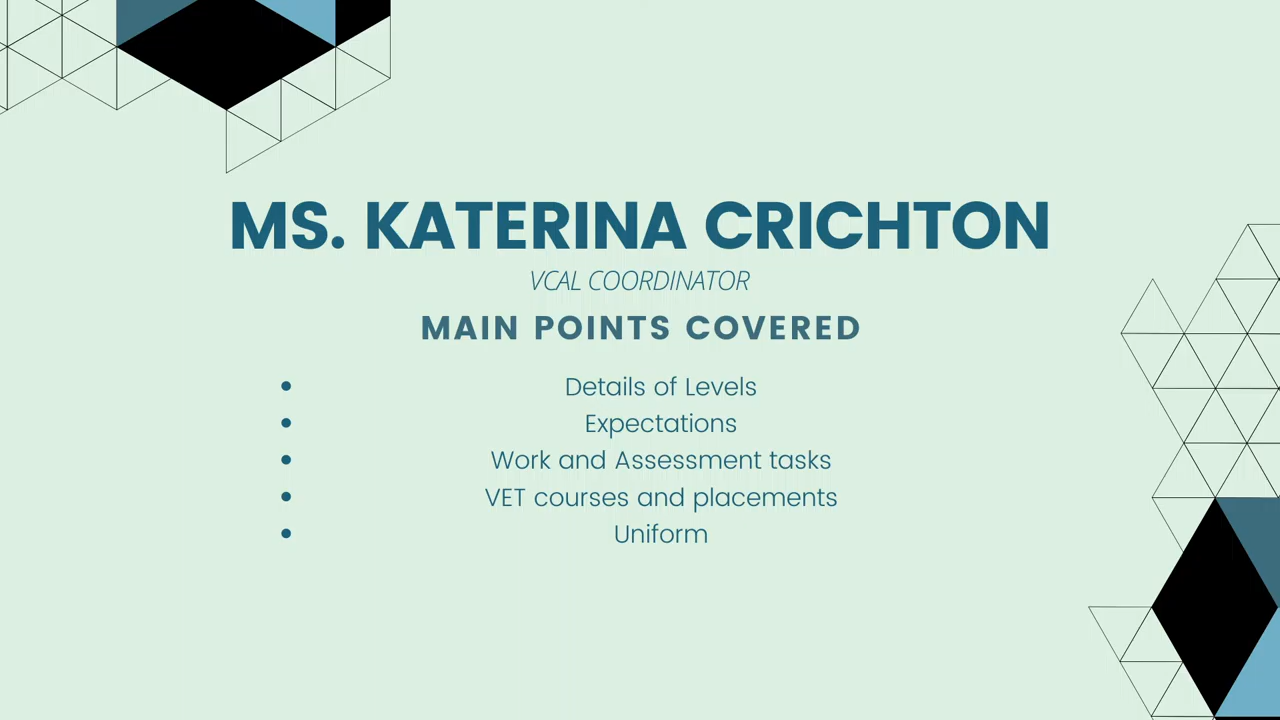 MS. KATERINA CRICHTON
VCAL COORDINATOR
MAIN POINTS COVERED
• Details of Levels
• Expectations
• Work and Assessment tasks
• VET courses and placements
• Uniform